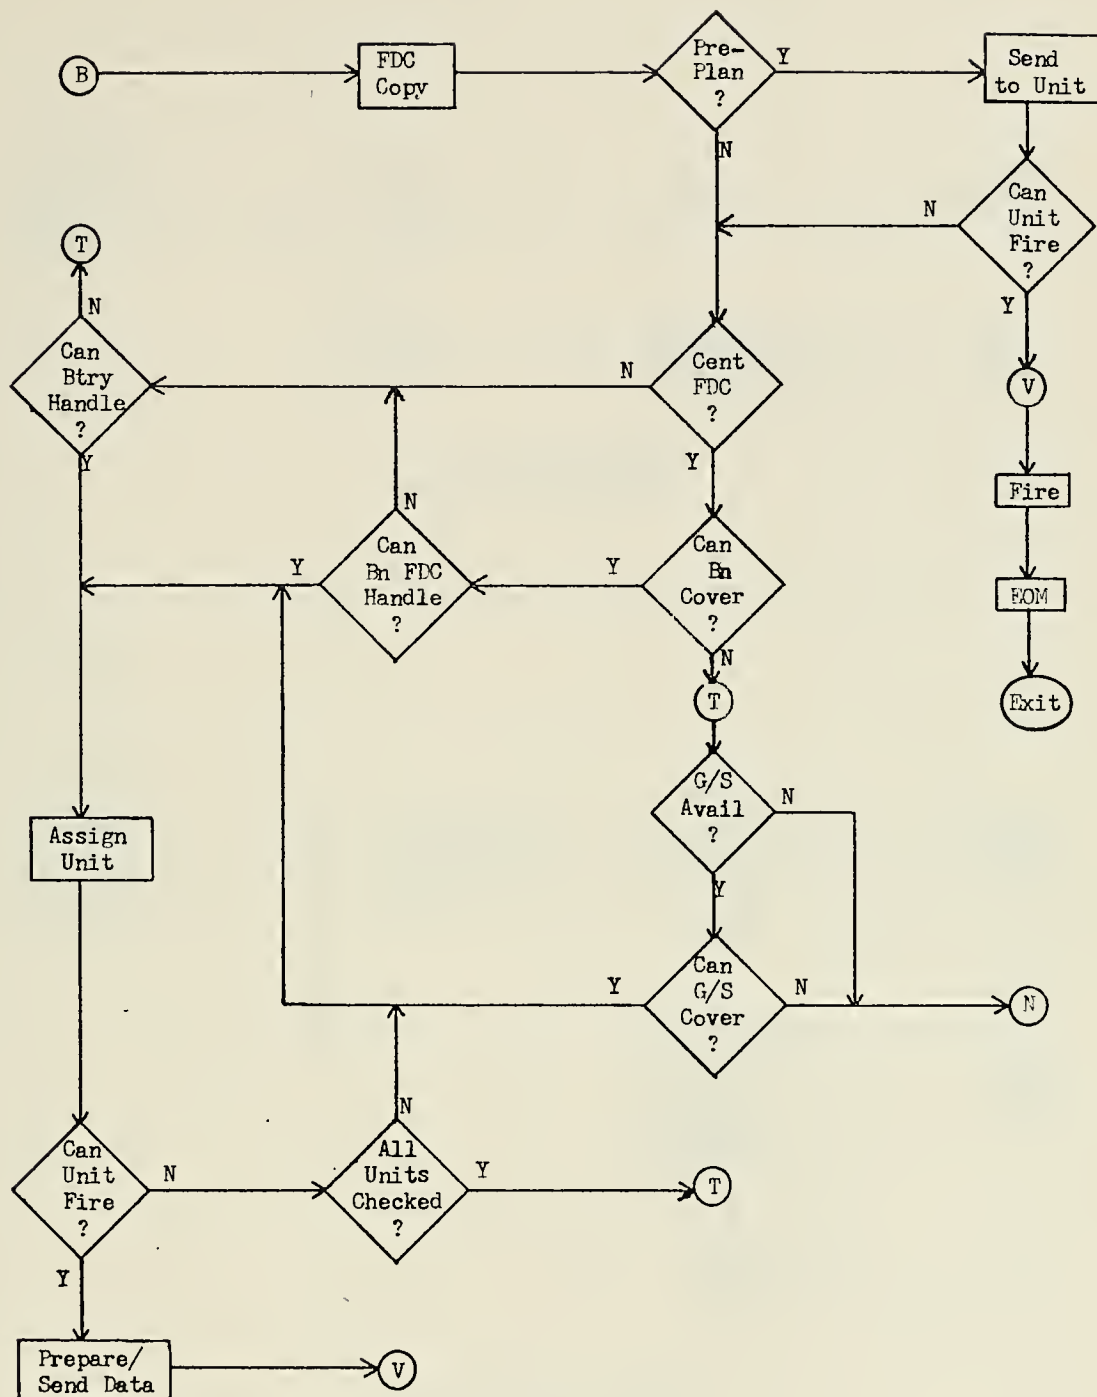 B
FDC
Copy
Pre-
Plan
?
Y
Send
to Unit
N
Can
Unit
Fire
?
N
Y
T
N
Can
Btry
Handle
?
Y
Cent
FDC
?
N
Y
V
Fire
EOM
Exit
Can
Bn FDC
Handle
?
N
Y
Can
Bn
Cover
?
Y
N
T
G/S
Avail
?
N
Y
Assign
Unit
Can
G/S
Cover
?
Y
N
N
Can
Unit
Fire
?
N
Y
All
Units
Checked
?
N
Y
T
Prepare/
Send Data
V